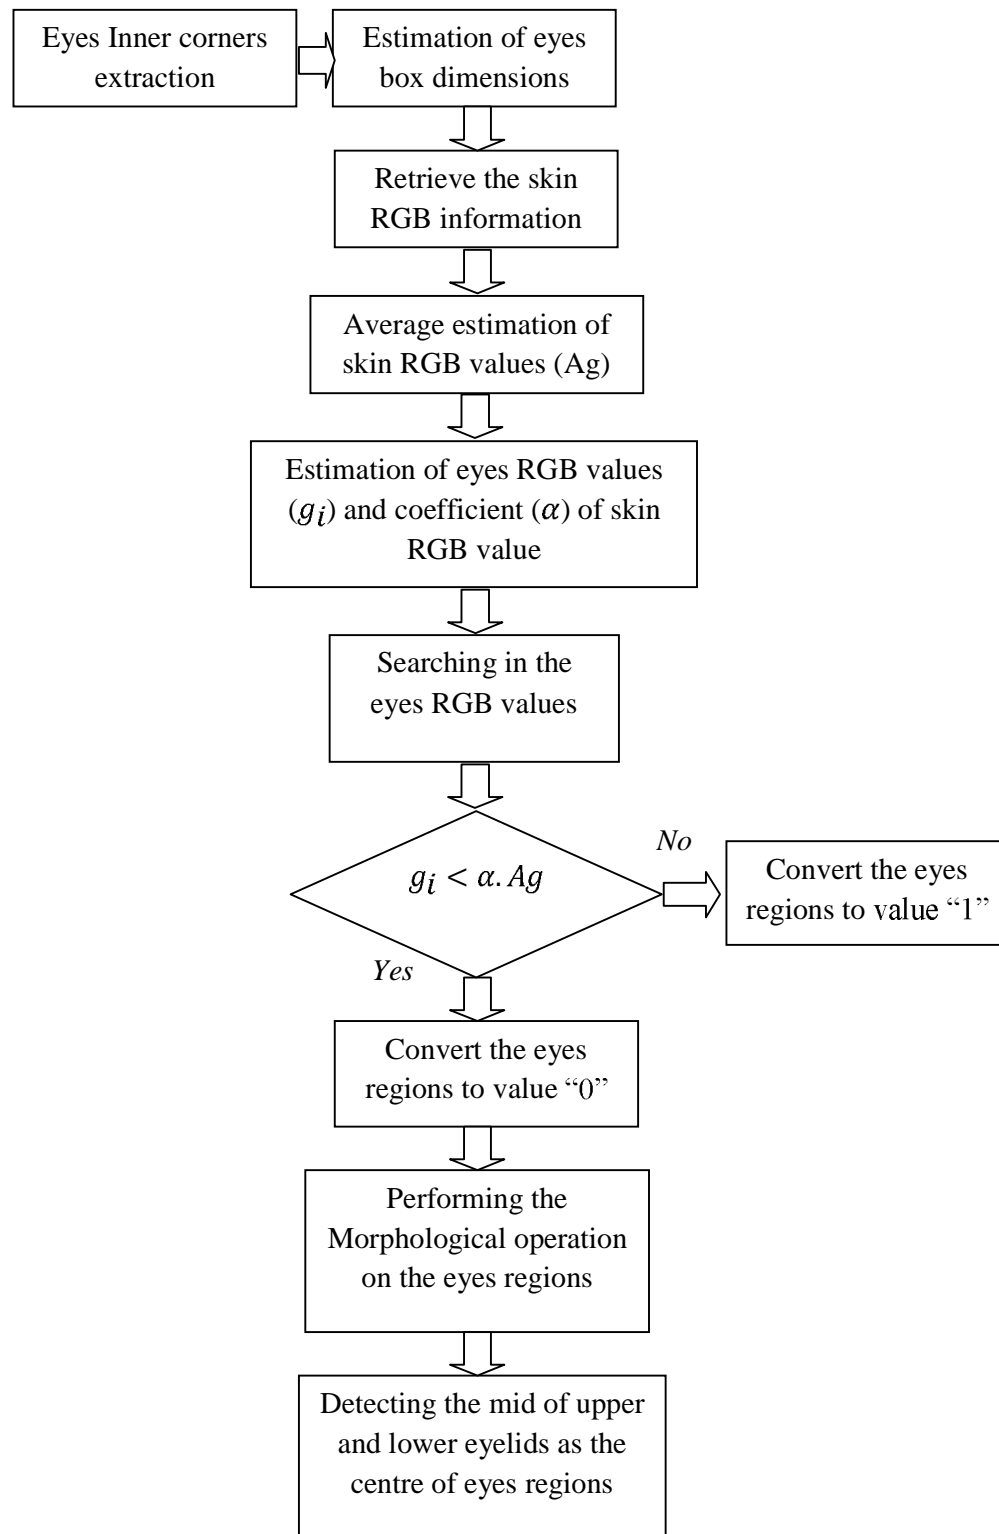 Eyes Inner corners
extraction
Estimation of eyes
box dimensions
Retrieve the skin
RGB information
Average estimation of
skin RGB values (Ag)
Estimation of eyes RGB values
(gᵢ) and coefficient (α) of skin
RGB value
Searching in the
eyes RGB values
gᵢ < α. Ag
No
Convert the eyes
regions to value “1”
Yes
Convert the eyes
regions to value “0”
Performing the
Morphological operation
on the eyes regions
Detecting the mid of upper
and lower eyelids as the
centre of eyes regions